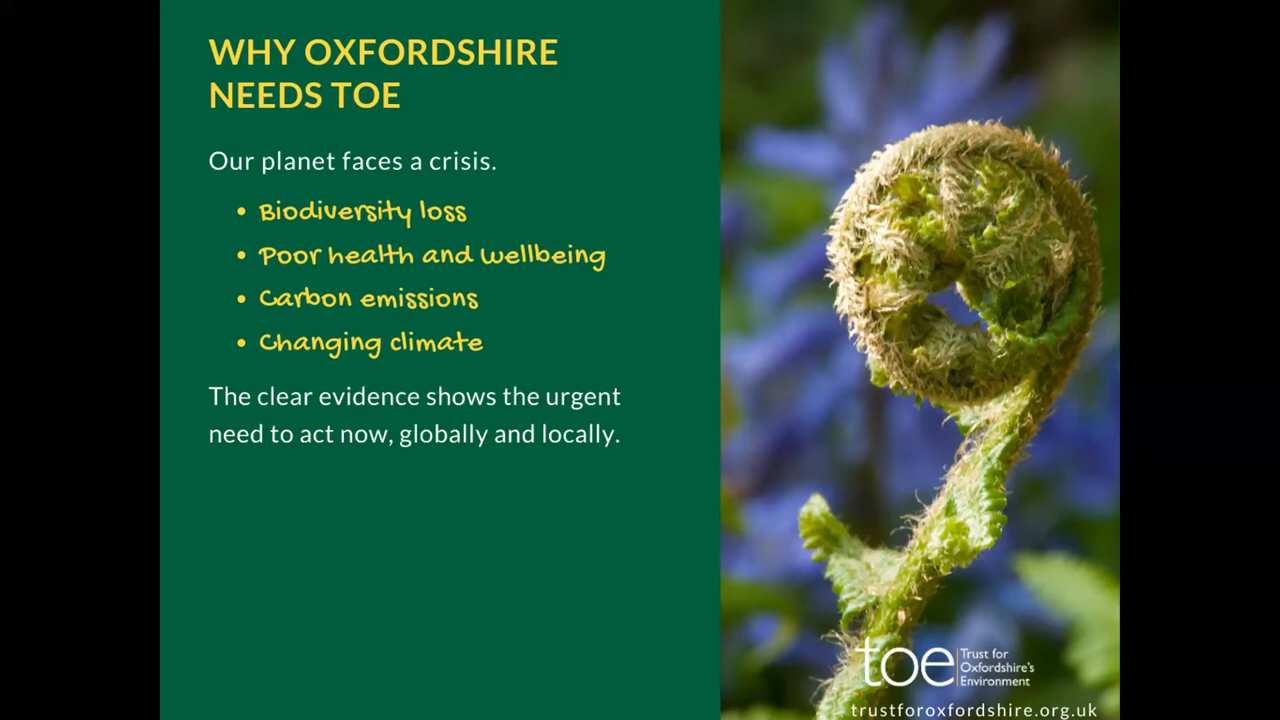 WHY OXFORDSHIRE
NEEDS TOE
Our planet faces a crisis.
• Biodiversity loss
• Poor health and wellbeing
• Carbon emissions
• Changing climate
The clear evidence shows the urgent
need to act now, globally and locally.
toe
Trust for
Oxfordshire's
Environment
trustforoxfordshire.org.uk